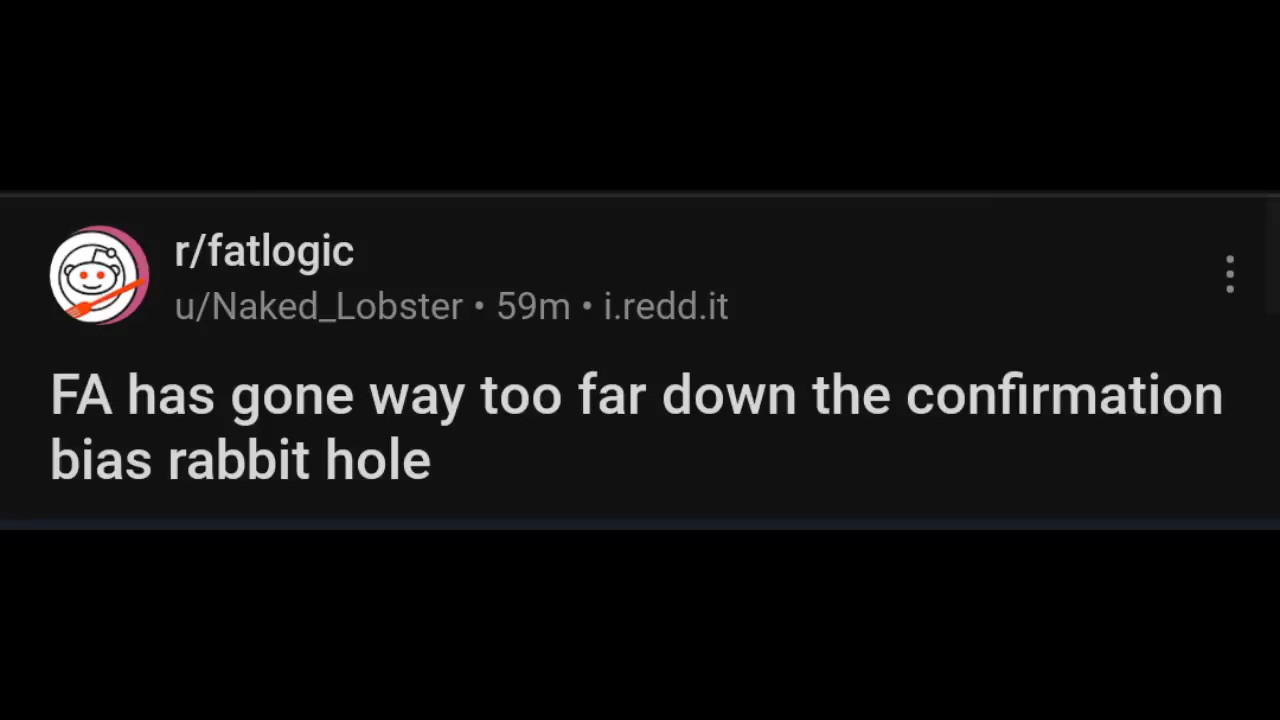 r/fatlogic
u/Naked_Lobster • 59m • i.redd.it
FA has gone way too far down the confirmation
bias rabbit hole